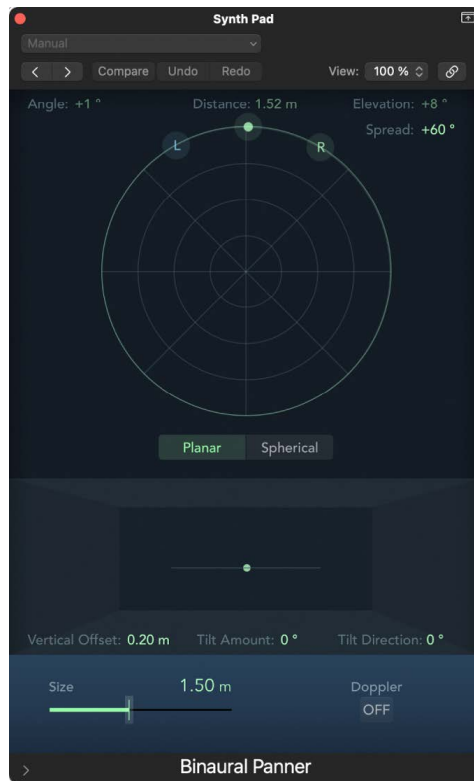 Synth Pad
Manual
Compare Undo Redo View: 100 %
Angle: +1 ° Distance: 1.52 m Elevation: +8 °
Spread: +60 °
L R
Planar Spherical
Vertical Offset: 0.20 m Tilt Amount: 0 ° Tilt Direction: 0 °
Size 1.50 m Doppler
OFF
Binaural Panner